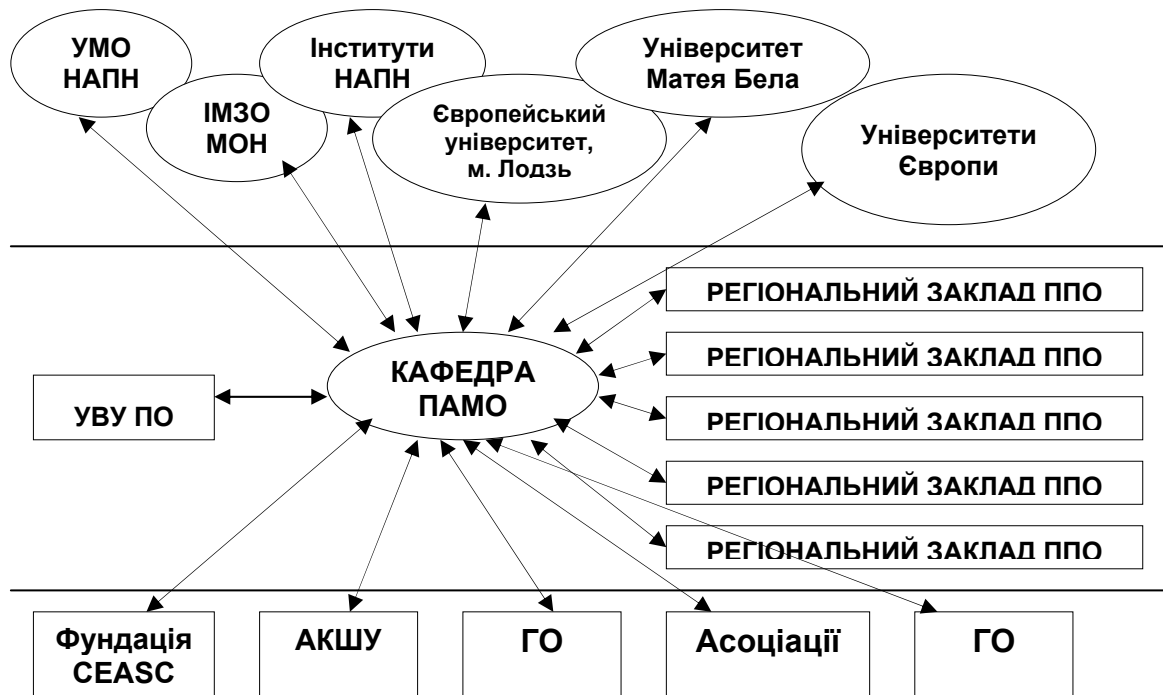 УМО
НАПН
Інститути
НАПН
Університет
Матея Бела
ІМЗО
МОН
Європейський
університет,
м. Лодзь
Університети
Європи
РЕГІОНАЛЬНИЙ ЗАКЛАД ППО
РЕГІОНАЛЬНИЙ ЗАКЛАД ППО
КАФЕДРА
ПАМО
УВУ ПО
РЕГІОНАЛЬНИЙ ЗАКЛАД ППО
РЕГІОНАЛЬНИЙ ЗАКЛАД ППО
РЕГІОНАЛЬНИЙ ЗАКЛАД ППО
Фундація
CEASC
АКШУ
ГО
Асоціації
ГО